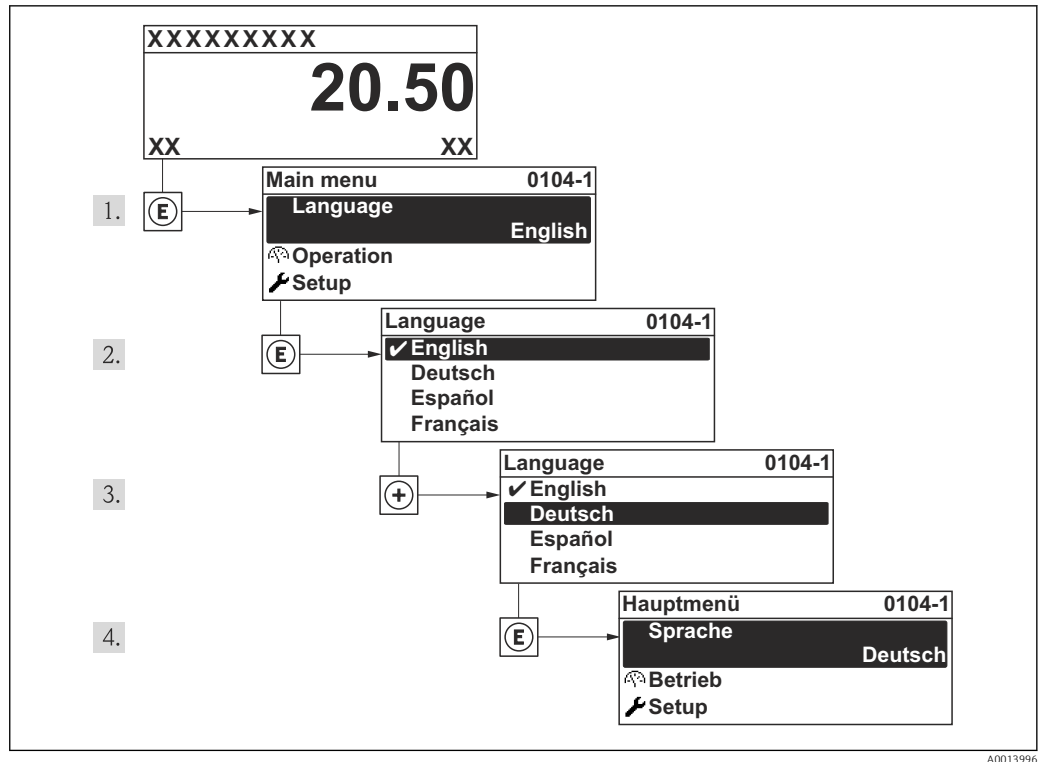 XXXXXXXXX
20.50
XX XX
1. E
Main menu 0104-1
Language
English
Operation
Setup
2. E
Language 0104-1
✔English
Deutsch
Español
Français
3. +
Language 0104-1
✔English
Deutsch
Español
Français
4. E
Hauptmenü 0104-1
Sprache
Deutsch
Betrieb
Setup
A0013996